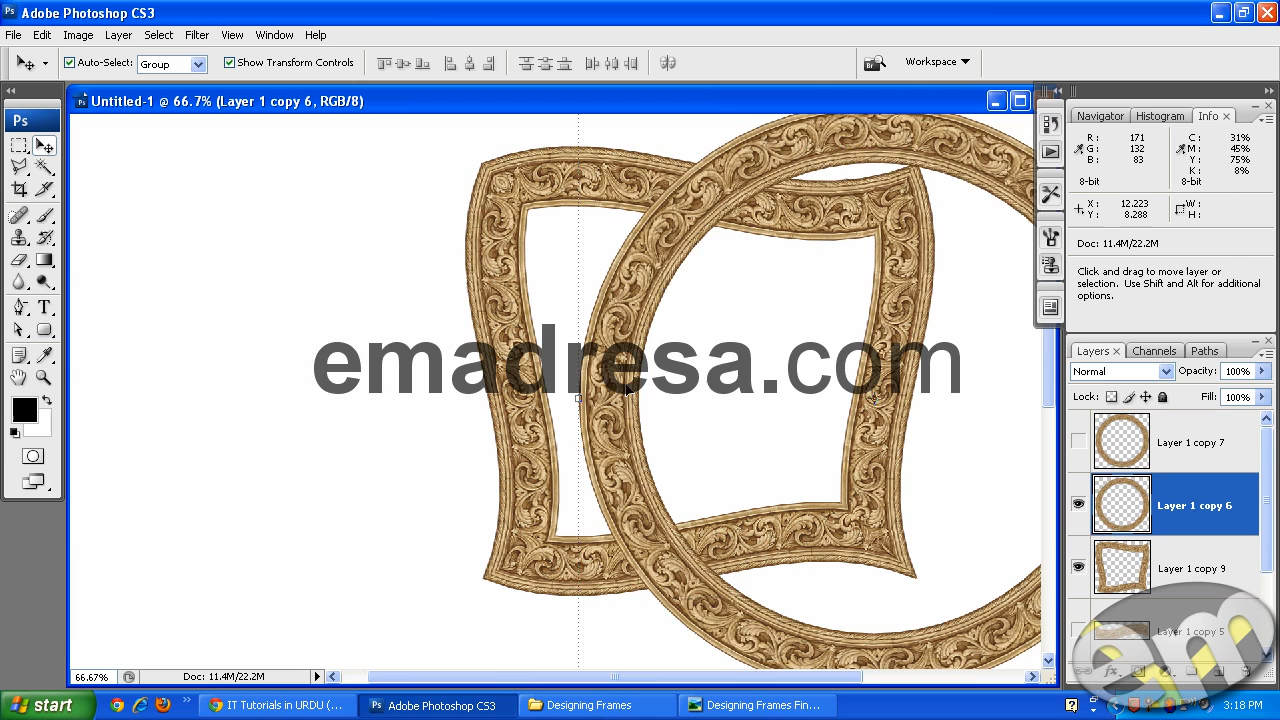 Adobe Photoshop CS3
File Edit Image Layer Select Filter View Window Help
Auto-Select: Group Show Transform Controls Workspace
Untitled-1 @ 66.7% (Layer 1 copy 6, RGB/8)
Ps
Navigator Histogram Info
R: 171 C: 31%
G: 132 M: 45%
B: 83 Y: 75%
K: 8%
8-bit 8-bit
X: 12.223 W:
Y: 8.288 H:
Doc: 11.4M/22.2M
Click and drag to move layer or
selection. Use Shift and Alt for additional
options.
emadresa.com
Layers Channels Paths
Normal Opacity: 100%
Lock: Fill: 100%
Layer 1 copy 7
Layer 1 copy 6
Layer 1 copy 9
Layer 1 copy 5
em
66.67% Doc: 11.4M/22.2M
start IT Tutorials in URDU (... Adobe Photoshop CS3 Designing Frames Designing Frames Fin... 3:18 PM